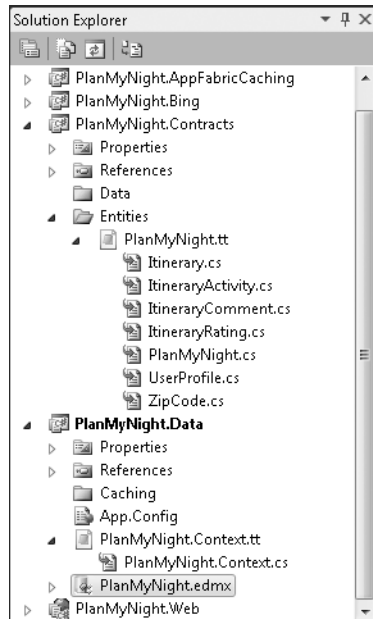 Solution Explorer
PlanMyNight.AppFabricCaching
PlanMyNight.Bing
PlanMyNight.Contracts
Properties
References
Data
Entities
PlanMyNight.tt
Itinerary.cs
ItineraryActivity.cs
ItineraryComment.cs
ItineraryRating.cs
PlanMyNight.cs
UserProfile.cs
ZipCode.cs
PlanMyNight.Data
Properties
References
Caching
App.Config
PlanMyNight.Context.tt
PlanMyNight.Context.cs
PlanMyNight.edmx
PlanMyNight.Web